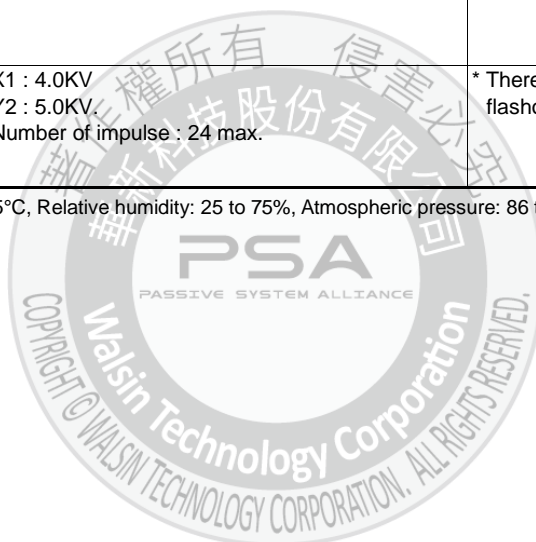 著作權所有 侵害必究
X1 : 4.0KV
* There
Y2 : 5.0KV.
flasho
Number of impulse : 24 max.
華新科技股份有限公司
5°C, Relative humidity: 25 to 75%, Atmospheric pressure: 86 t
PSA
PASSIVE SYSTEM ALLIANCE
Walsin Technology Corporation
COPYRIGHT © WALSIN TECHNOLOGY CORPORATION. ALL RIGHTS RESERVED.